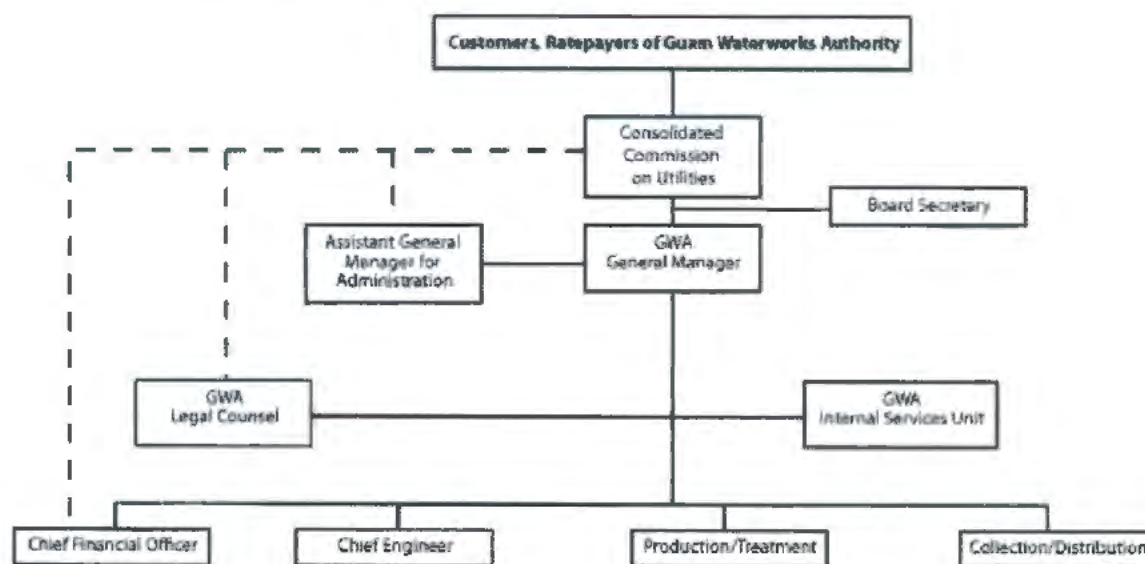 Customers, Ratepayers of Guam Waterworks Authority
Consolidated
Commission
on Utilities
Board Secretary
Assistant General
Manager for
Administration
GWA
General Manager
GWA
Legal Counsel
GWA
Internal Services Unit
Chief Financial Officer
Chief Engineer
Production/Treatment
Collection/Distribution